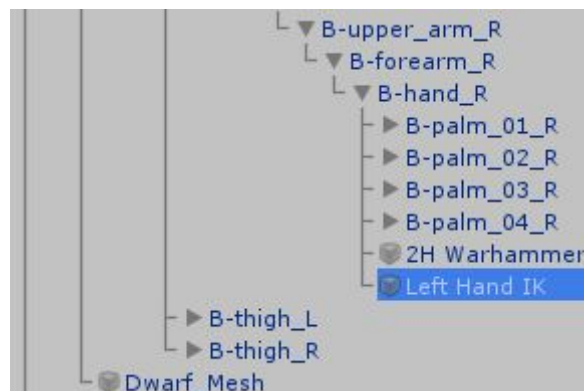 B-upper_arm_R
B-forearm_R
B-hand_R
B-palm_01_R
B-palm_02_R
B-palm_03_R
B-palm_04_R
2H Warhammer
Left Hand IK
B-thigh_L
B-thigh_R
Dwarf_Mesh